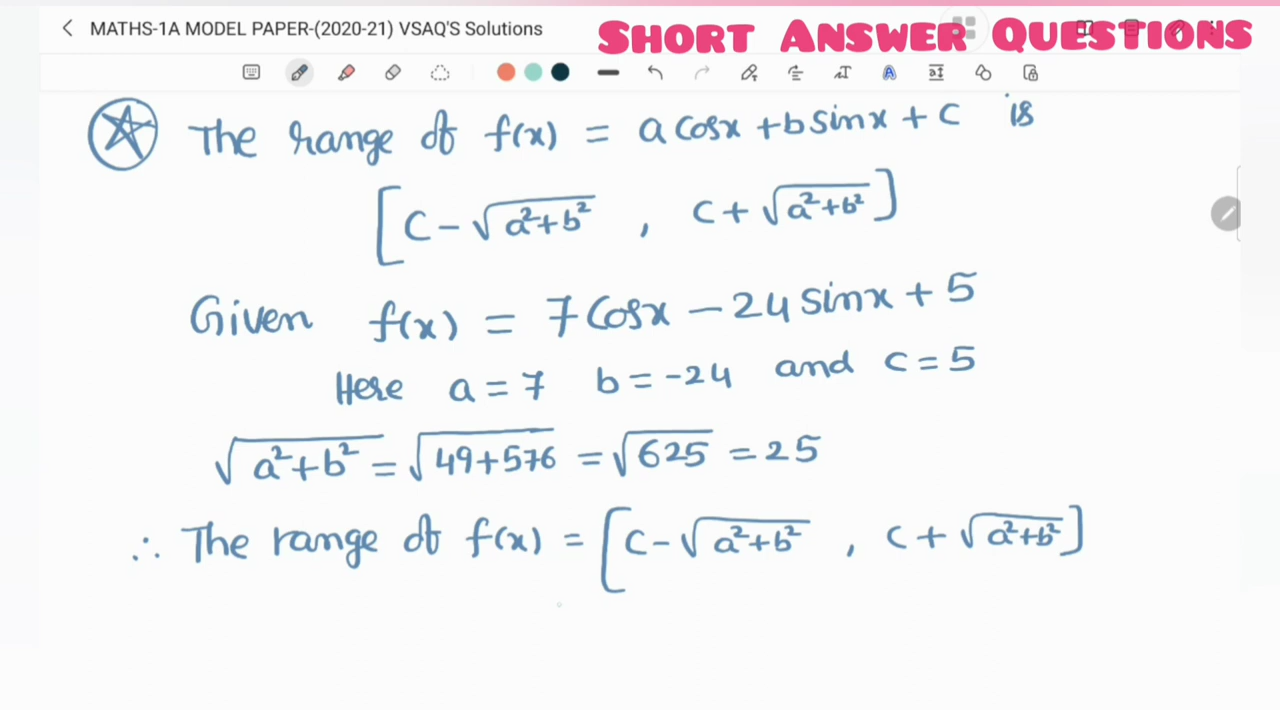 MATHS-1A MODEL PAPER-(2020-21) VSAQ'S Solutions
SHORT ANSWER QUESTIONS
The range of f(x) = a cosx + b sinx + c is
[c - √(a²+b²) , c + √(a²+b²)]
Given f(x) = 7 cosx - 24 sinx + 5
Here a = 7 b = -24 and c = 5
√(a²+b²) = √(49+576) = √625 = 25
∴ The range of f(x) = [c - √(a²+b²) , c + √(a²+b²)]